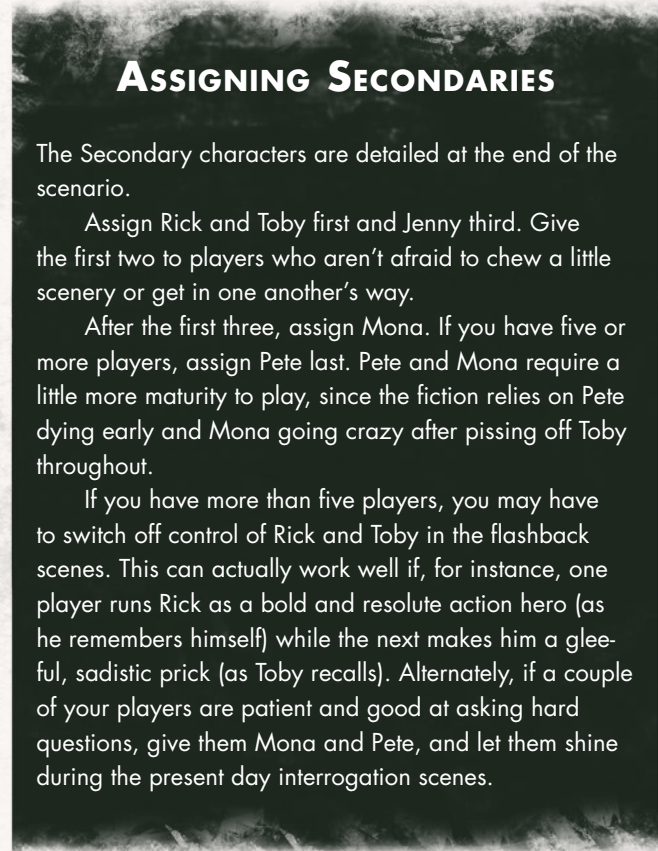 Assigning Secondaries
The Secondary characters are detailed at the end of the
scenario.
Assign Rick and Toby first and Jenny third. Give
the first two to players who aren’t afraid to chew a little
scenery or get in one another’s way.
After the first three, assign Mona. If you have five or
more players, assign Pete last. Pete and Mona require a
little more maturity to play, since the fiction relies on Pete
dying early and Mona going crazy after pissing off Toby
throughout.
If you have more than five players, you may have
to switch off control of Rick and Toby in the flashback
scenes. This can actually work well if, for instance, one
player runs Rick as a bold and resolute action hero (as
he remembers himself) while the next makes him a glee-
ful, sadistic prick (as Toby recalls). Alternately, if a couple
of your players are patient and good at asking hard
questions, give them Mona and Pete, and let them shine
during the present day interrogation scenes.